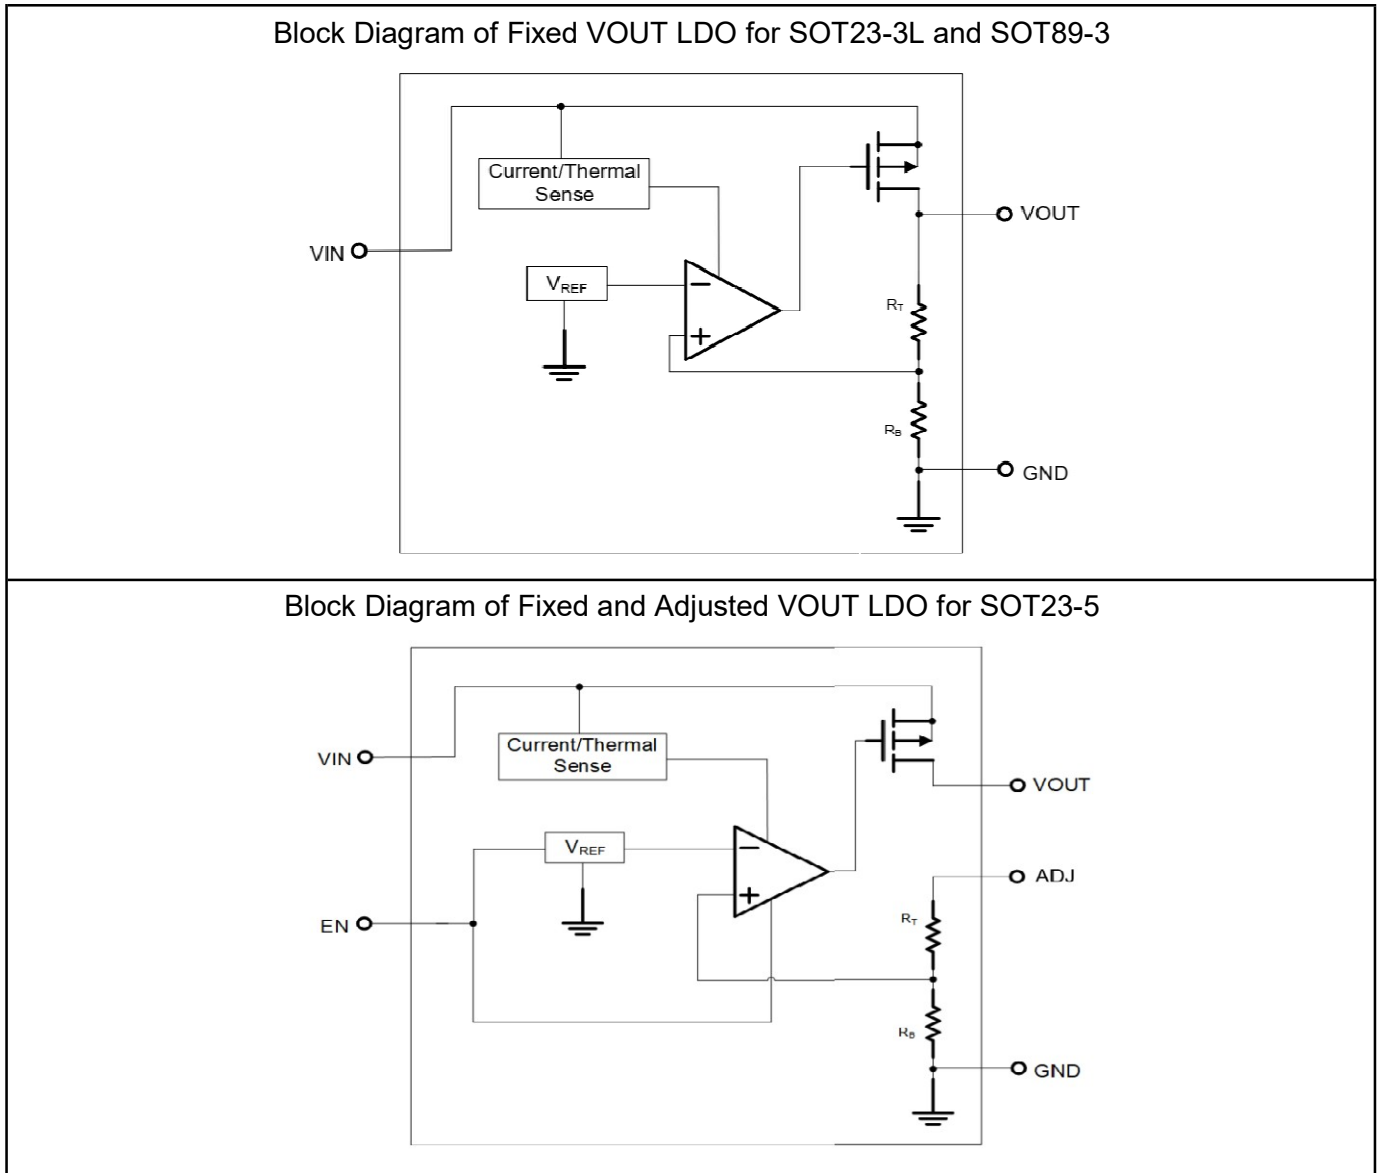 Block Diagram of Fixed VOUT LDO for SOT23-3L and SOT89-3
Current/Thermal
Sense
VOUT
VIN
VREF
−
+
RT
RB
GND
Block Diagram of Fixed and Adjusted VOUT LDO for SOT23-5
Current/Thermal
Sense
VIN
VOUT
VREF
−
+
ADJ
EN
RT
RB
GND